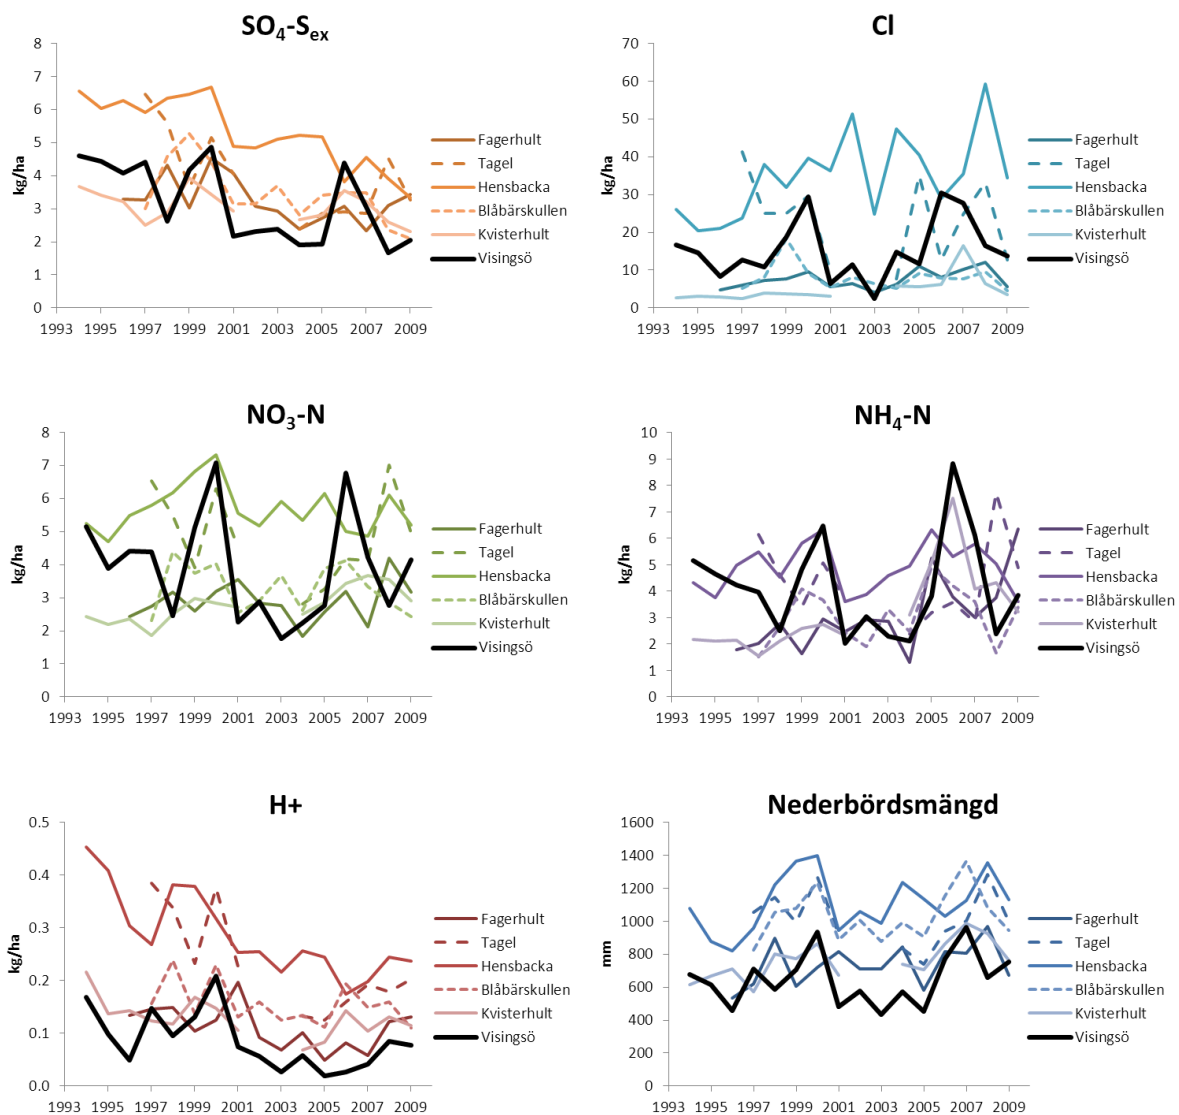 SO₄-Sₑₓ
8
7
6
5
4
3
2
1
0
kg/ha
1993 1995 1997 1999 2001 2003 2005 2007 2009
Fagerhult
Tagel
Hensbacka
Blåbärskullen
Kvisterhult
Visingsö
Cl
70
60
50
40
30
20
10
0
kg/ha
1993 1995 1997 1999 2001 2003 2005 2007 2009
Fagerhult
Tagel
Hensbacka
Blåbärskullen
Kvisterhult
Visingsö
NO₃-N
8
7
6
5
4
3
2
1
0
kg/ha
1993 1995 1997 1999 2001 2003 2005 2007 2009
Fagerhult
Tagel
Hensbacka
Blåbärskullen
Kvisterhult
Visingsö
NH₄-N
10
9
8
7
6
5
4
3
2
1
0
kg/ha
1993 1995 1997 1999 2001 2003 2005 2007 2009
Fagerhult
Tagel
Hensbacka
Blåbärskullen
Kvisterhult
Visingsö
H+
0.5
0.4
0.3
0.2
0.1
0.0
kg/ha
1993 1995 1997 1999 2001 2003 2005 2007 2009
Fagerhult
Tagel
Hensbacka
Blåbärskullen
Kvisterhult
Visingsö
Nederbördsmängd
1600
1400
1200
1000
800
600
400
200
0
mm
1993 1995 1997 1999 2001 2003 2005 2007 2009
Fagerhult
Tagel
Hensbacka
Blåbärskullen
Kvisterhult
Visingsö